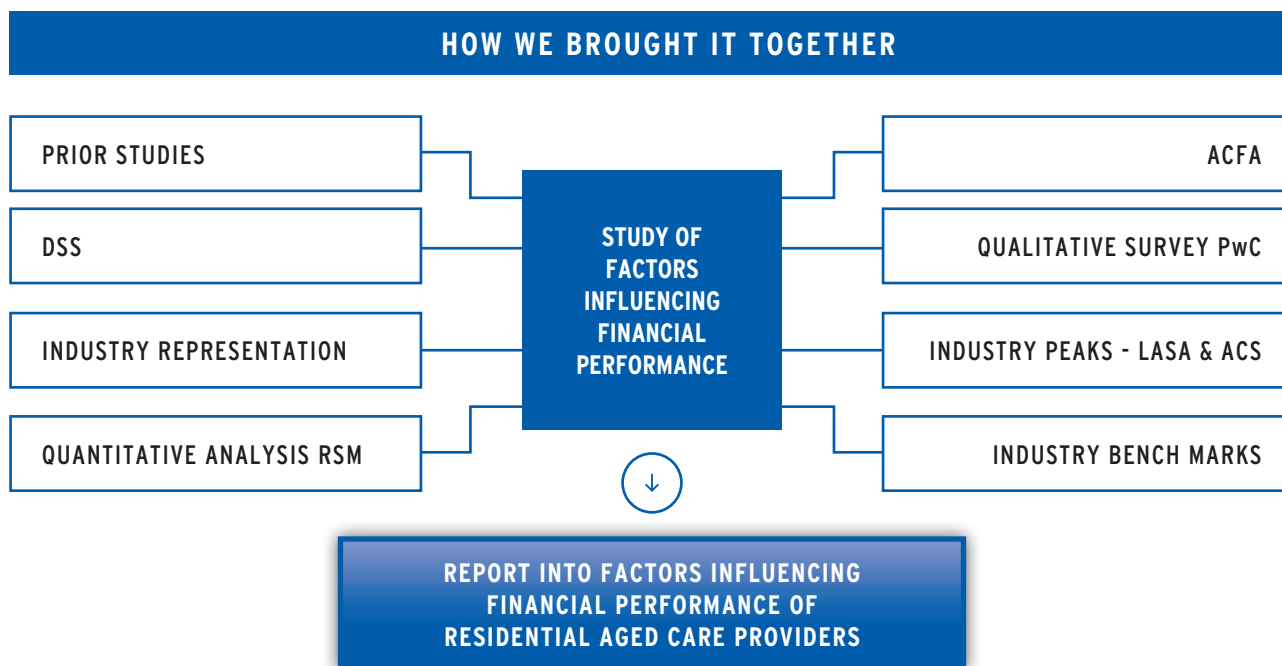 HOW WE BROUGHT IT TOGETHER
PRIOR STUDIES
DSS
INDUSTRY REPRESENTATION
QUANTITATIVE ANALYSIS RSM
STUDY OF
FACTORS
INFLUENCING
FINANCIAL
PERFORMANCE
ACFA
QUALITATIVE SURVEY PwC
INDUSTRY PEAKS - LASA & ACS
INDUSTRY BENCH MARKS
REPORT INTO FACTORS INFLUENCING
FINANCIAL PERFORMANCE OF
RESIDENTIAL AGED CARE PROVIDERS